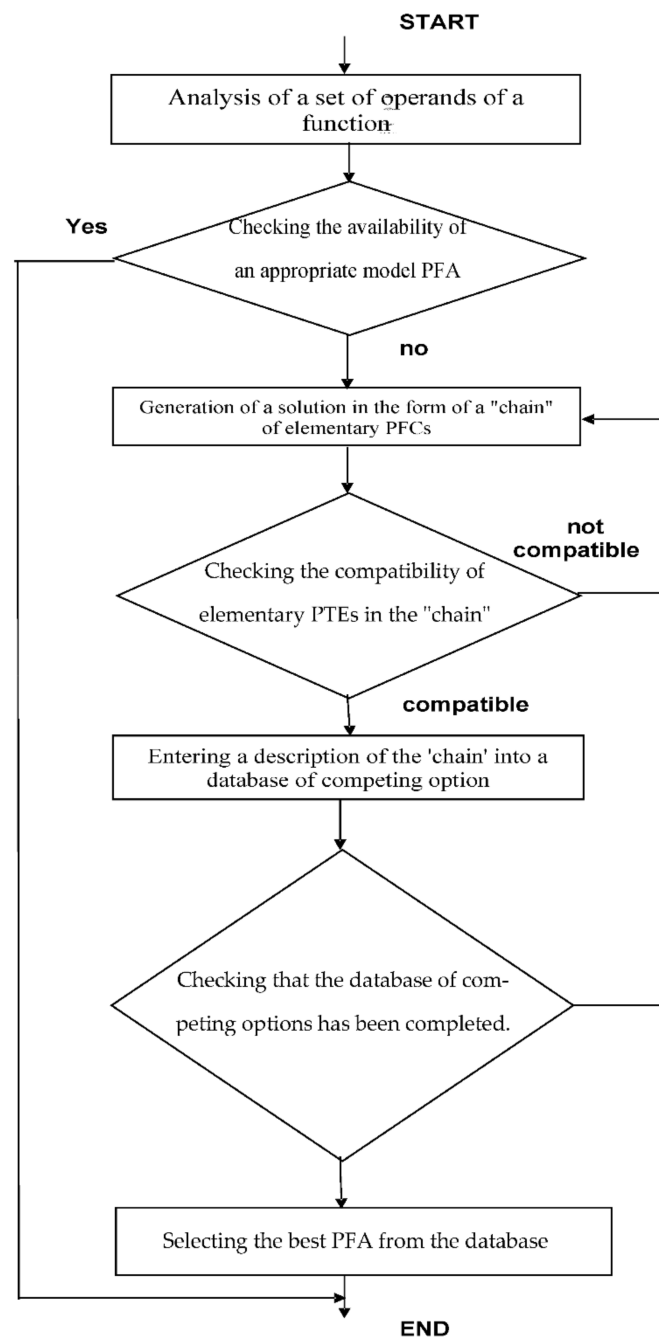 START
Analysis of a set of operands of a
function
Yes
Checking the availability of
an appropriate model PFA
no
Generation of a solution in the form of a "chain"
of elementary PFCs
not
compatible
Checking the compatibility of
elementary PTEs in the "chain"
compatible
Entering a description of the 'chain' into a
database of competing option
Checking that the database of com-
peting options has been completed.
Selecting the best PFA from the database
END